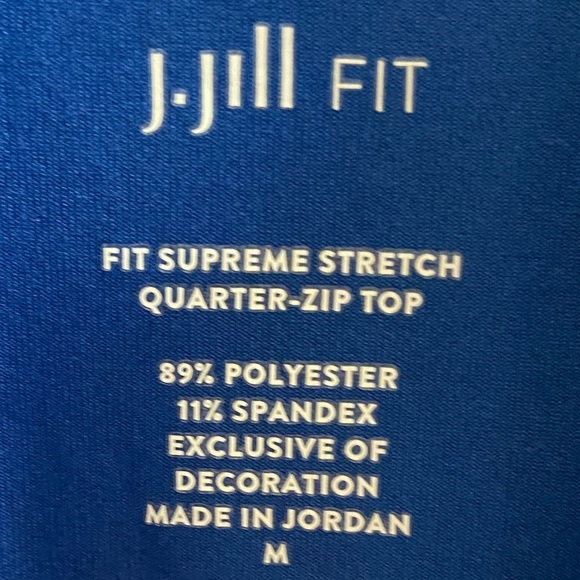 J.Jill FIT
FIT SUPREME STRETCH
QUARTER-ZIP TOP
89% POLYESTER
11% SPANDEX
EXCLUSIVE OF
DECORATION
MADE IN JORDAN
M